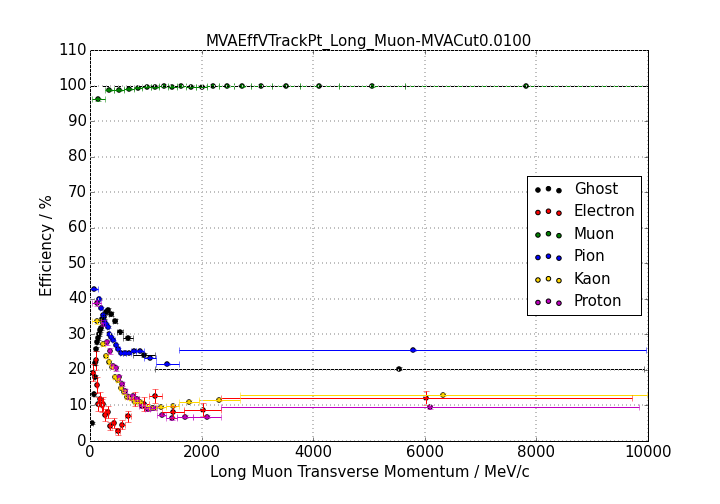 MVAEffVTrackPt_Long_Muon-MVACut0.0100
110
100
90
80
70
60
50
40
30
20
10
0
Efficiency / %
Ghost
Electron
Muon
Pion
Kaon
Proton
0 2000 4000 6000 8000 10000
Long Muon Transverse Momentum / MeV/c